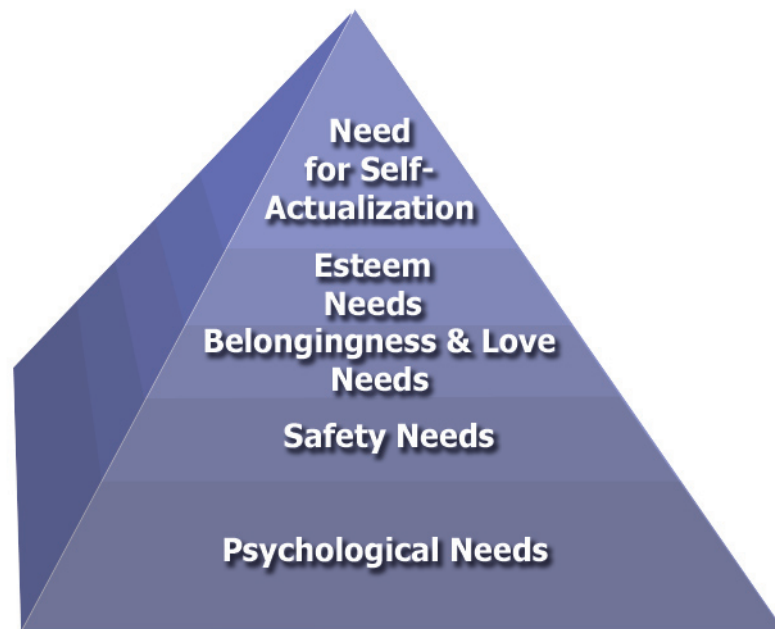 Need
for Self-
Actualization
Esteem
Needs
Belongingness & Love
Needs
Safety Needs
Psychological Needs